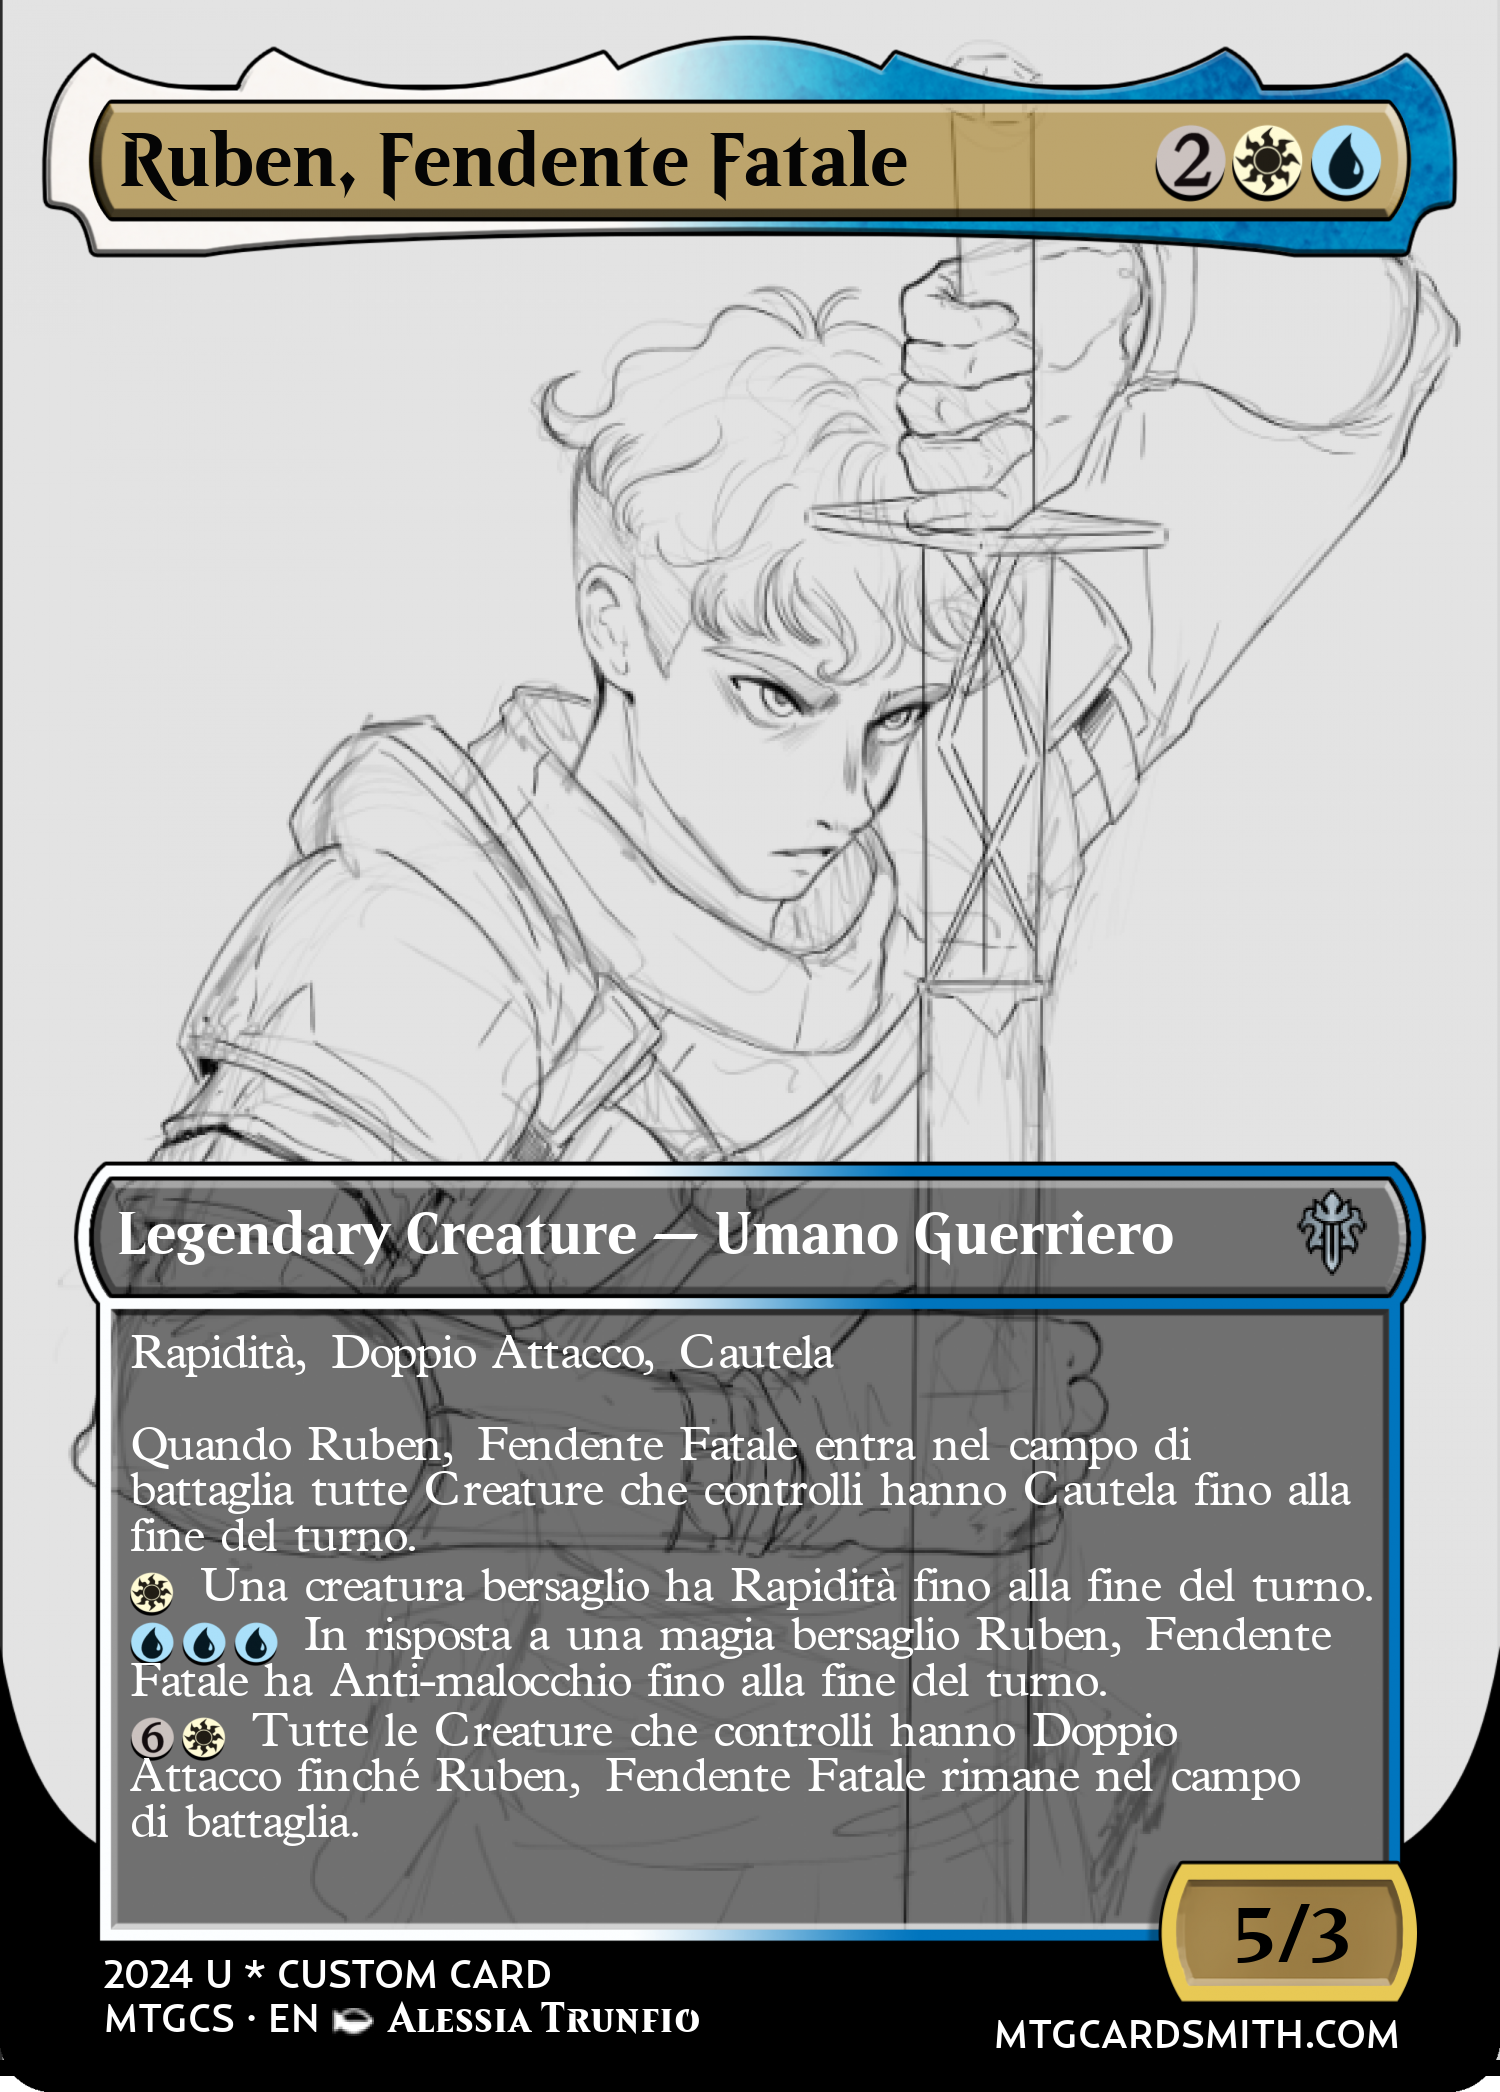 Ruben, Fendente Fatale 2
Legendary Creature — Umano Guerriero
Rapidità, Doppio Attacco, Cautela
Quando Ruben, Fendente Fatale entra nel campo di
battaglia tutte Creature che controlli hanno Cautela fino alla
fine del turno.
Una creatura bersaglio ha Rapidità fino alla fine del turno.
In risposta a una magia bersaglio Ruben, Fendente
Fatale ha Anti-malocchio fino alla fine del turno.
6 Tutte le Creature che controlli hanno Doppio
Attacco finché Ruben, Fendente Fatale rimane nel campo
di battaglia.
5/3
2024 U * CUSTOM CARD
MTGCS · EN Alessia Trunfio
MTGCARDSMITH.COM